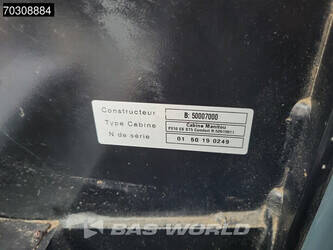 70308884
Constructeur B: 50007000
Type Cabine Cabine Manitou
N de série 01 50 19 0249
BAS WORLD